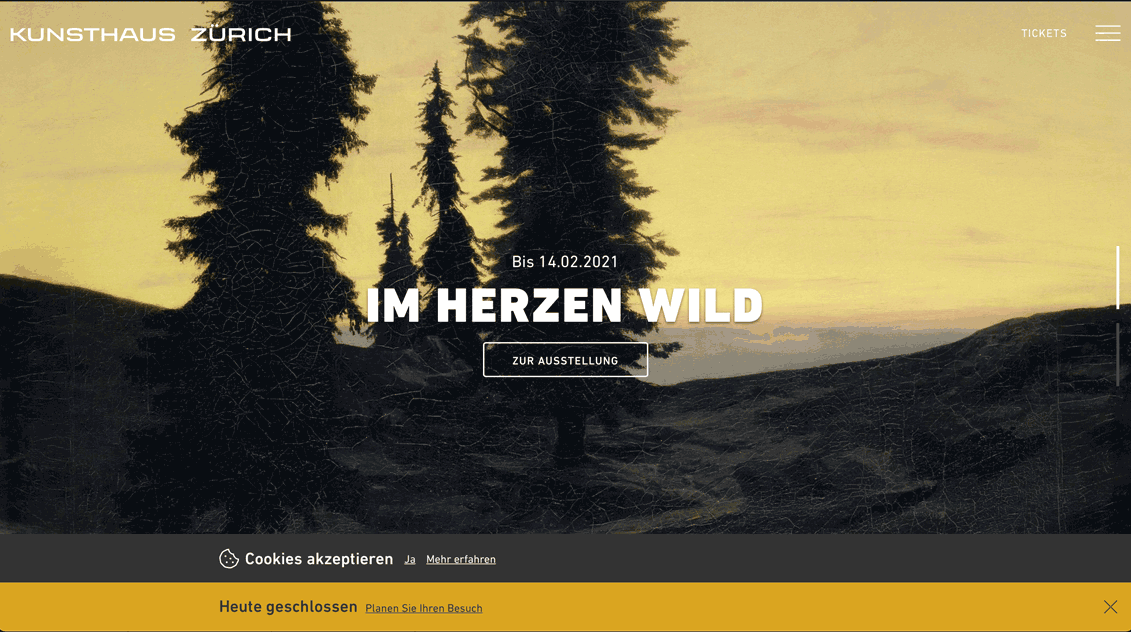 KUNSTHAUS ZÜRICH
TICKETS
Bis 14.02.2021
IM HERZEN WILD
ZUR AUSSTELLUNG
Cookies akzeptieren Ja Mehr erfahren
Heute geschlossen Planen Sie Ihren Besuch